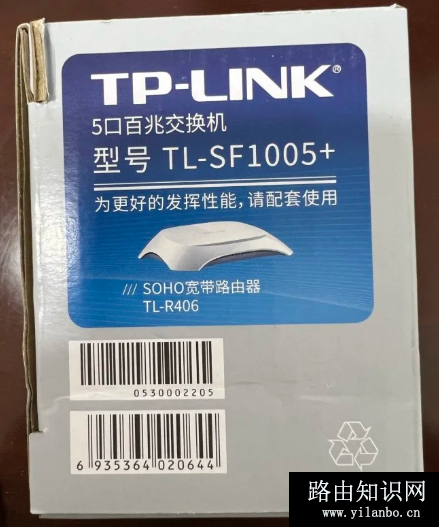 TP-LINK®
5口百兆交换机
型号 TL-SF1005+
为更好的发挥性能,请配套使用
/// SOHO宽带路由器
TL-R406
0530002205
6 935364 020644
路由知识网
www.yilanbo.cn